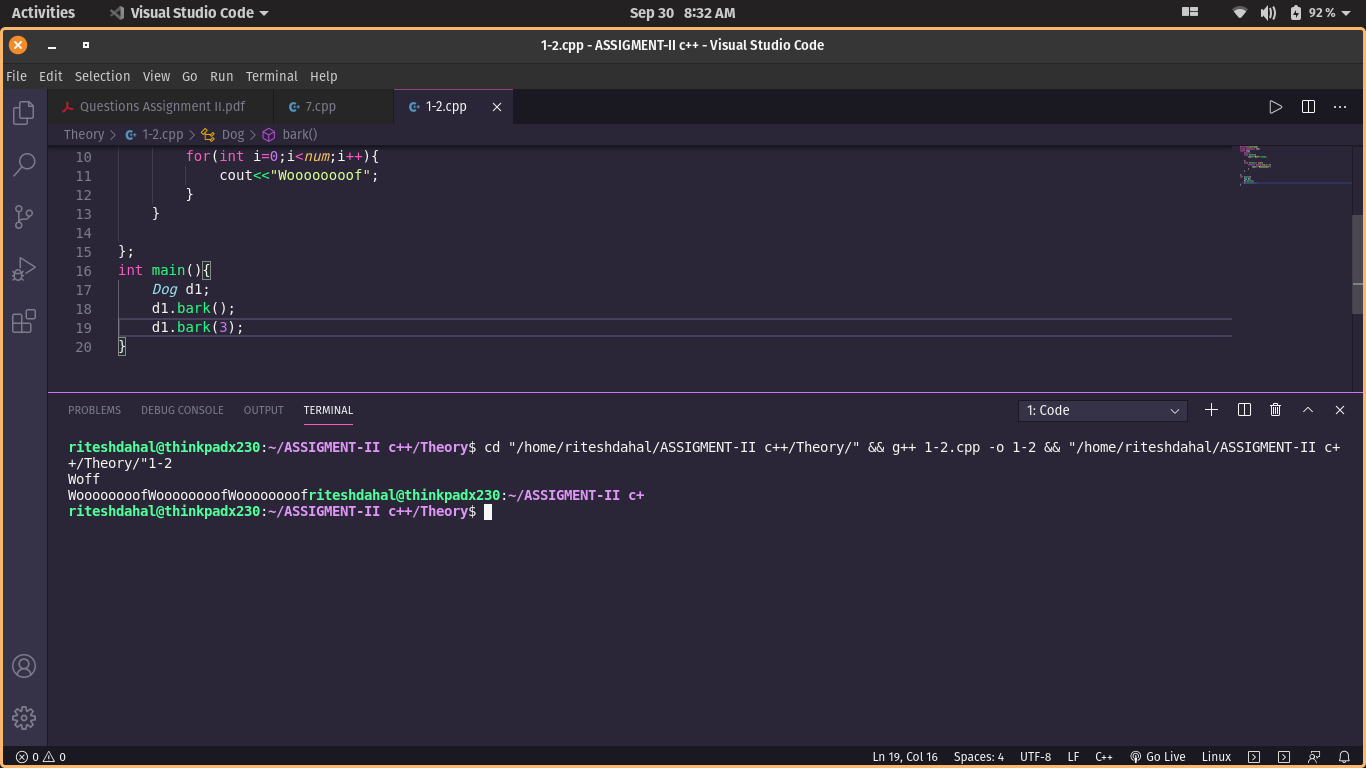 Activities Visual Studio Code Sep 30 8:32 AM 92 %
1-2.cpp - ASSIGMENT-II c++ - Visual Studio Code
File Edit Selection View Go Run Terminal Help
Questions Assignment II.pdf 7.cpp 1-2.cpp
Theory > 1-2.cpp > Dog > bark()
10 for(int i=0;i<num;i++){
11 cout<<"Woooooooof";
12 }
13 }
14
15 };
16 int main(){
17 Dog d1;
18 d1.bark();
19 d1.bark(3);
20 }
PROBLEMS DEBUG CONSOLE OUTPUT TERMINAL 1: Code
riteshdahal@thinkpadx230:~/ASSIGMENT-II c++/Theory$ cd "/home/riteshdahal/ASSIGMENT-II c++/Theory/" && g++ 1-2.cpp -o 1-2 && "/home/riteshdahal/ASSIGMENT-II c+
+/Theory/"1-2
Woff
WoooooooofWoooooooofWoooooooofriteshdahal@thinkpadx230:~/ASSIGMENT-II c+
riteshdahal@thinkpadx230:~/ASSIGMENT-II c++/Theory$
0 0 Ln 19, Col 16 Spaces: 4 UTF-8 LF C++ Go Live Linux